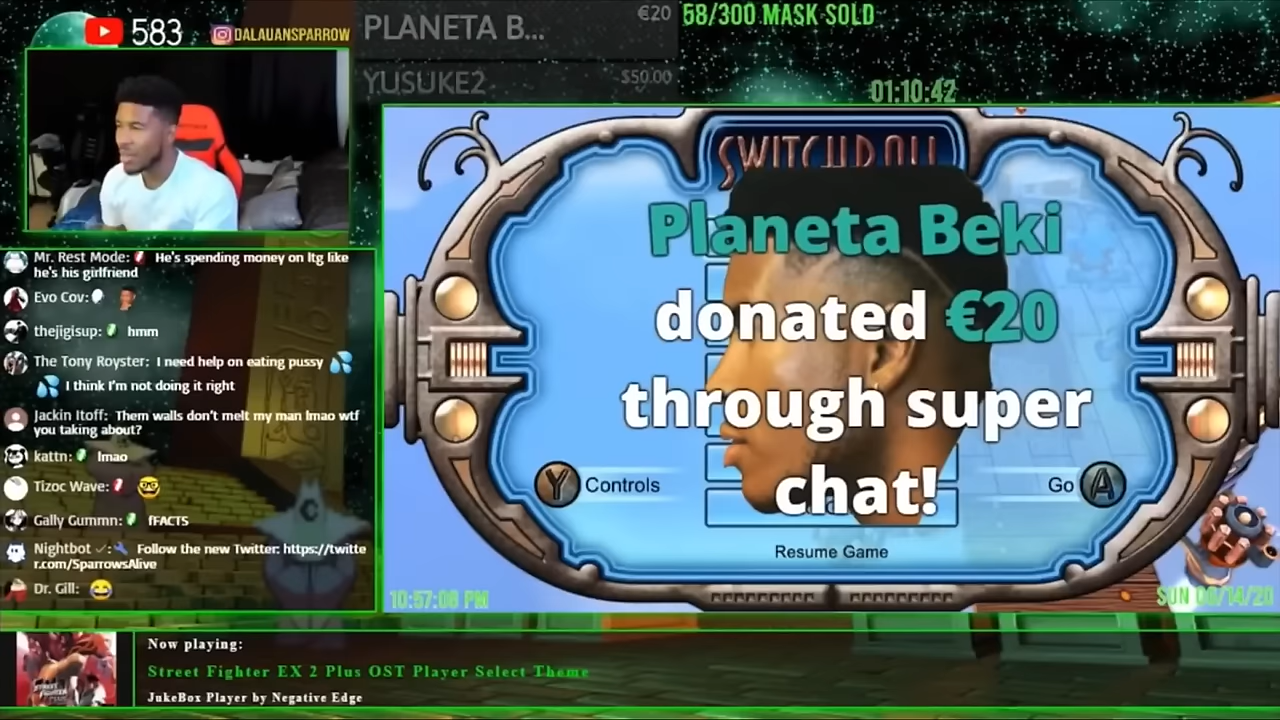 583
DALAUANSPARROW
PLANETA B...
€20
YUSUKE2
$50.00
58/300 MASK SOLD
01:10:42
Mr. Rest Mode: He's spending money on ltg like
he's his girlfriend
Evo Cov:
thejigisup: hmm
The Tony Royster: I need help on eating pussy
I think I'm not doing it right
Jackin Itoff: Them walls don't melt my man lmao wtf
you taking about?
kattn: lmao
Tizoc Wave:
Gally Gummn: fFACTS
Nightbot ✓: Follow the new Twitter: https://twitte
r.com/SparrowsAlive
Dr. Gill:
SWITCHBALL
Planeta Beki
donated €20
through super
chat!
Y Controls
Go A
Resume Game
10:57:06 PM
SUN 06/14/20
Now playing:
Street Fighter EX 2 Plus OST Player Select Theme
JukeBox Player by Negative Edge